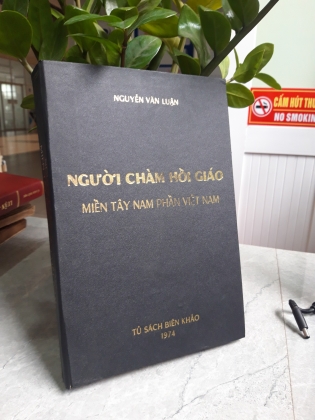 NGUYỄN VĂN LUẬN
NGƯỜI CHÀM HỒI GIÁO
MIỀN TÂY NAM PHẦN VIỆT NAM
TỦ SÁCH BIÊN KHẢO
1974
CẤM HÚT THU
NO SMOKIN